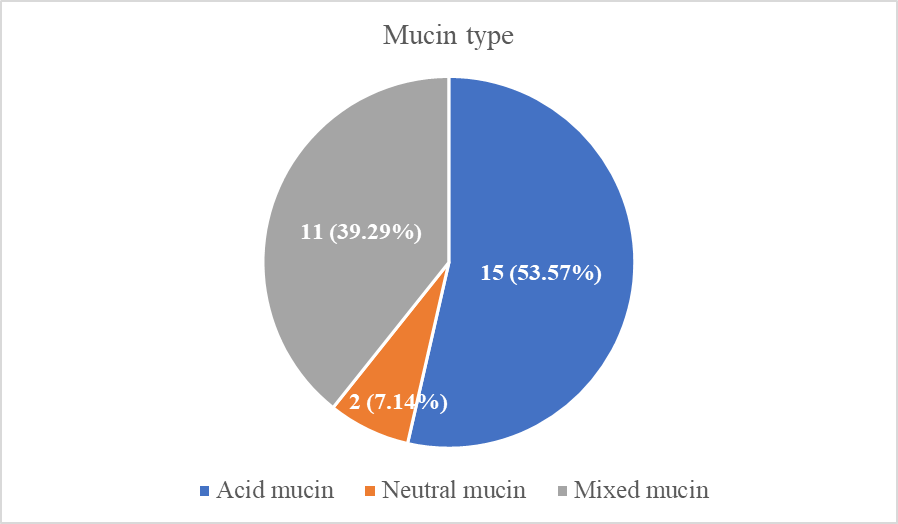 Mucin type
11 (39.29%)
15 (53.57%)
2 (7.14%)
Acid mucin
Neutral mucin
Mixed mucin